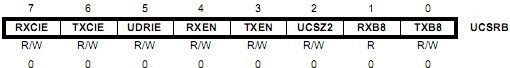 7 6 5 4 3 2 1 0
RXCIE TXCIE UDRIE RXEN TXEN UCSZ2 RXB8 TXB8 UCSRB
R/W R/W R/W R/W R/W R/W R R/W
0 0 0 0 0 0 0 0